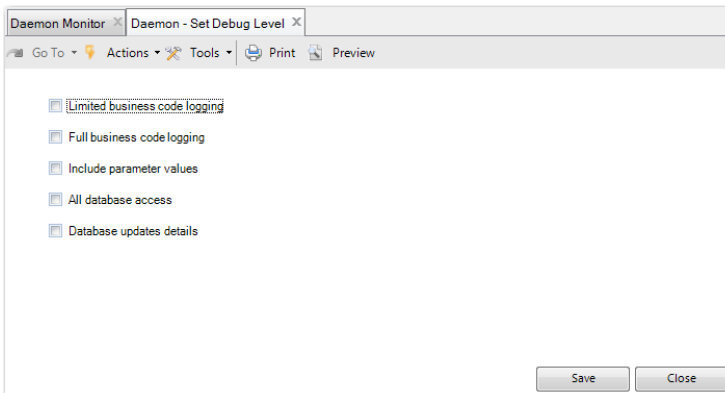 Daemon Monitor Daemon - Set Debug Level
Go To Actions Tools Print Preview
Limited business code logging
Full business code logging
Include parameter values
All database access
Database updates details
Save Close